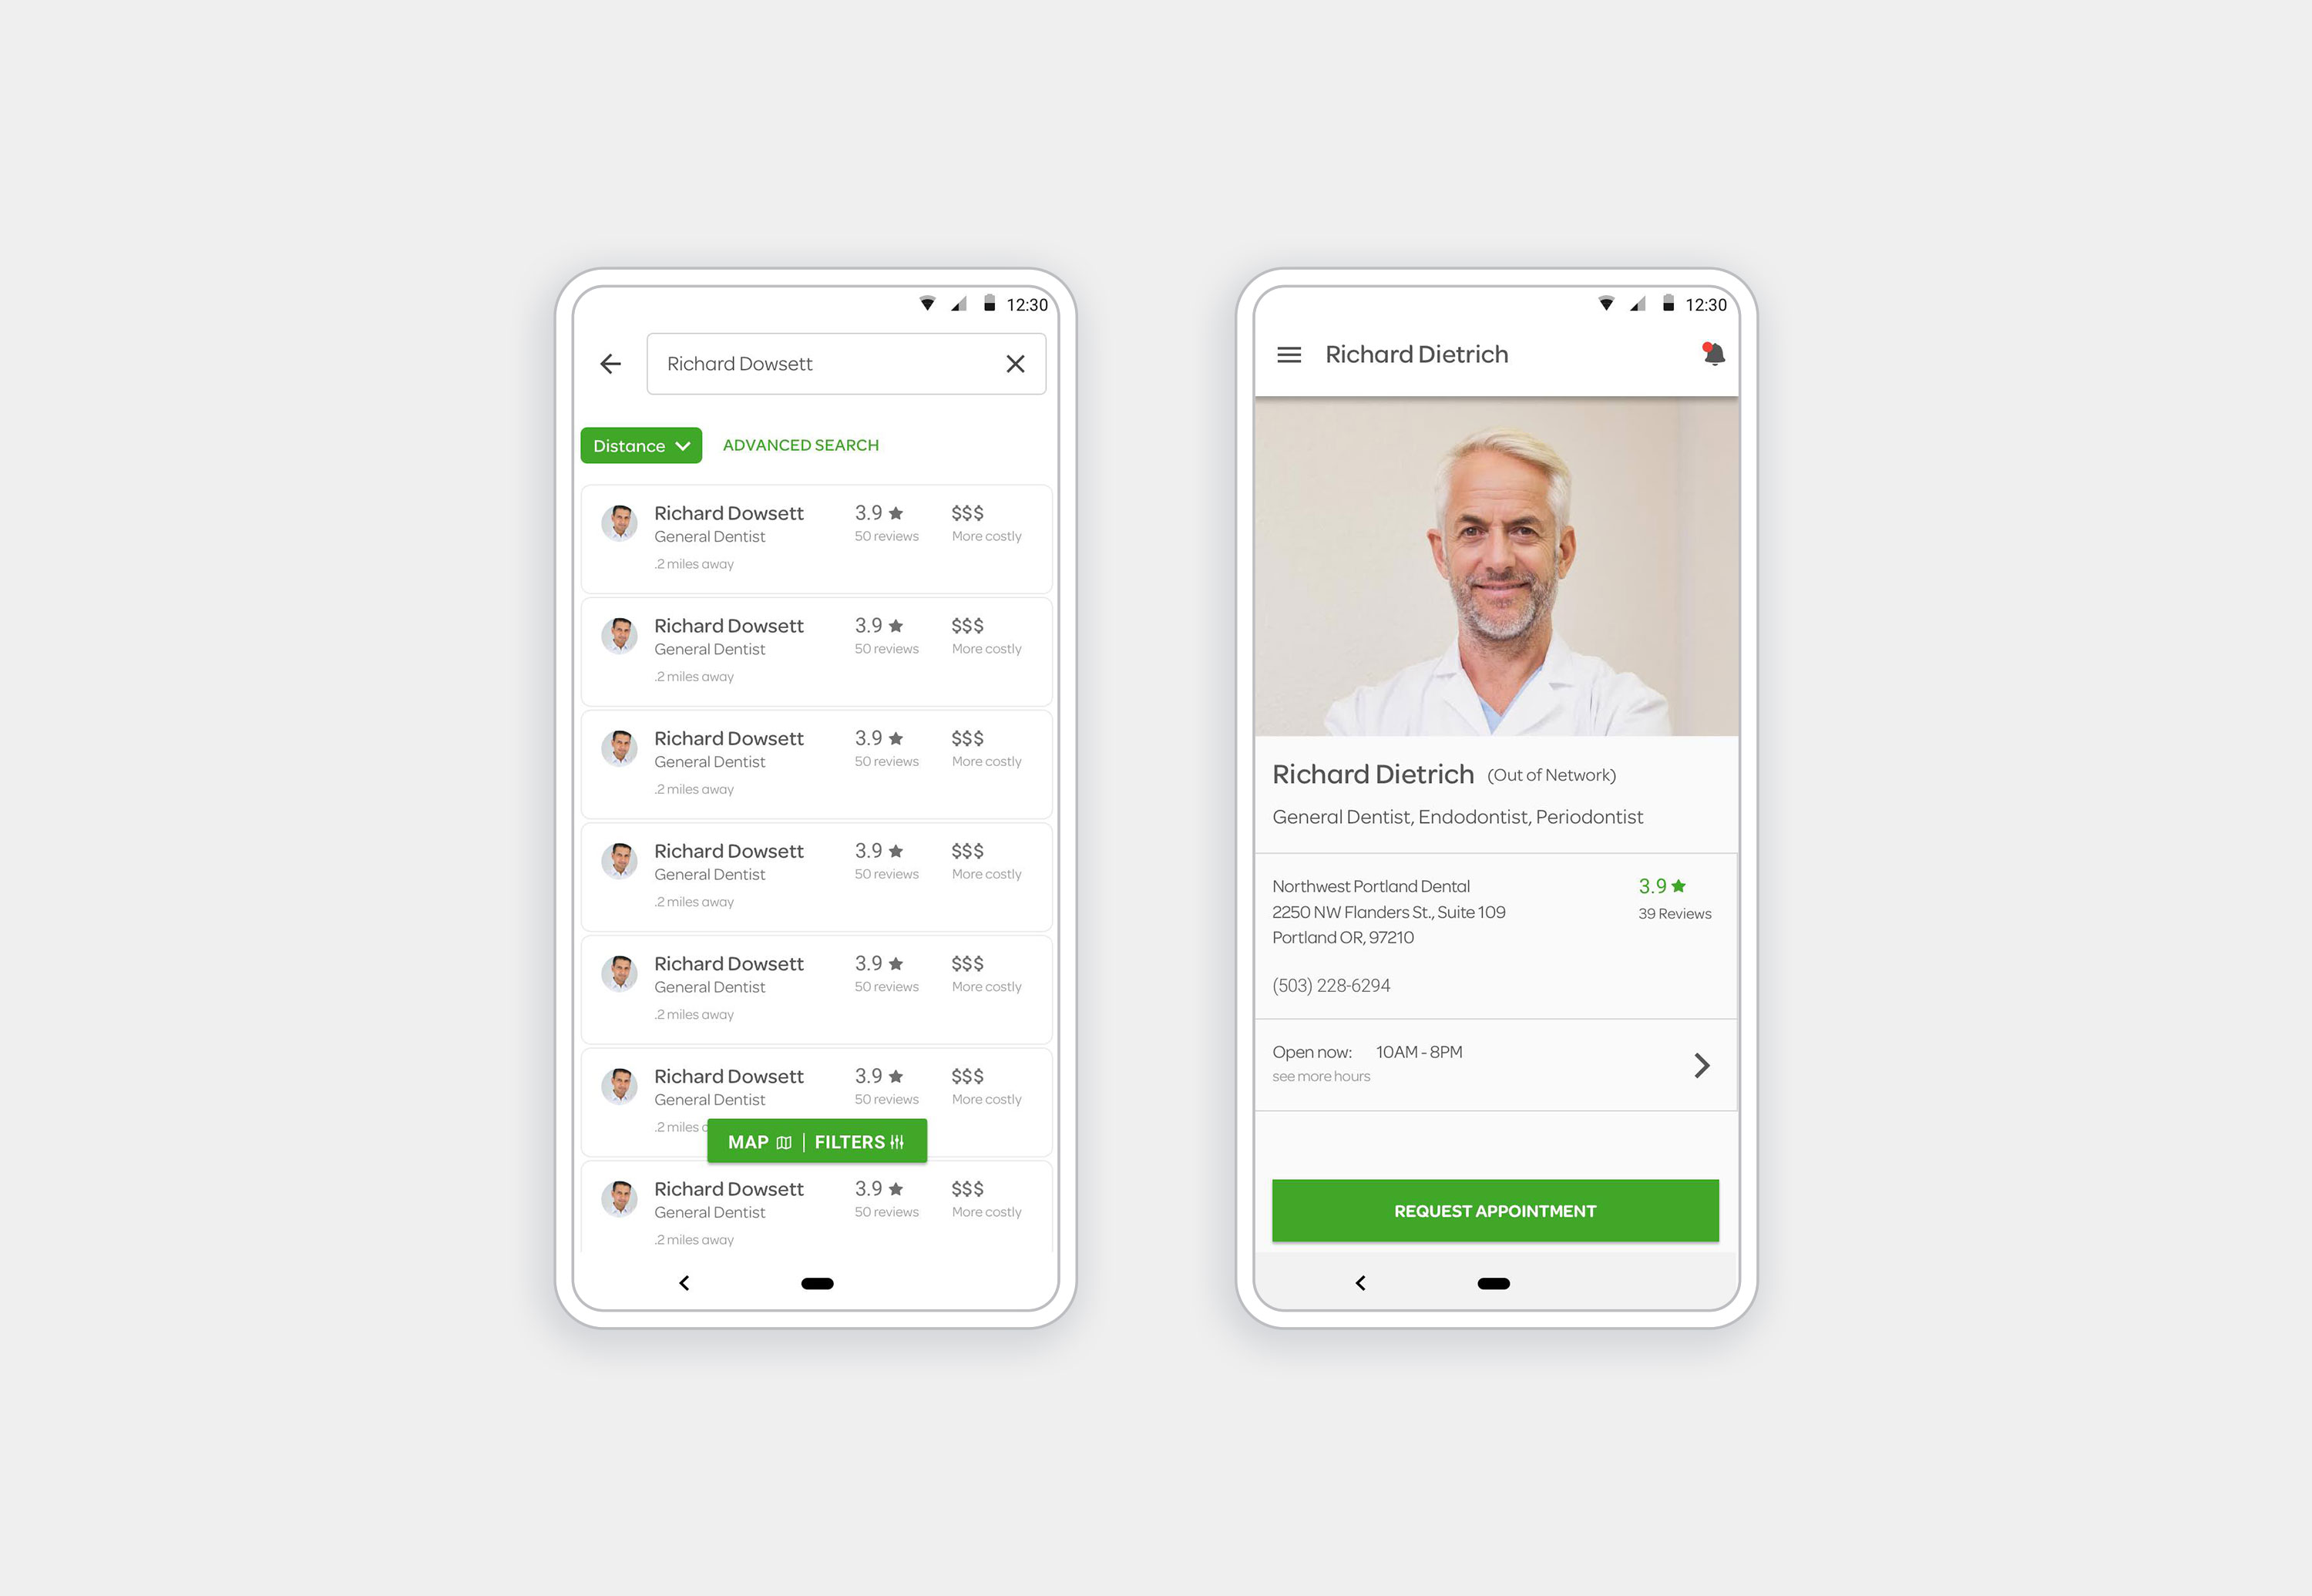 12:30
Richard Dowsett
Distance
ADVANCED SEARCH
Richard Dowsett 3.9 $$$
General Dentist 50 reviews More costly
.2 miles away
Richard Dowsett 3.9 $$$
General Dentist 50 reviews More costly
.2 miles away
Richard Dowsett 3.9 $$$
General Dentist 50 reviews More costly
.2 miles away
Richard Dowsett 3.9 $$$
General Dentist 50 reviews More costly
.2 miles away
Richard Dowsett 3.9 $$$
General Dentist 50 reviews More costly
.2 miles away
Richard Dowsett 3.9 $$$
General Dentist 50 reviews More costly
.2 miles
MAP | FILTERS
Richard Dowsett 3.9 $$$
General Dentist 50 reviews More costly
.2 miles away
12:30
Richard Dietrich
Richard Dietrich (Out of Network)
General Dentist, Endodontist, Periodontist
Northwest Portland Dental 3.9
2250 NW Flanders St., Suite 109 39 Reviews
Portland OR, 97210
(503) 228-6294
Open now: 10AM - 8PM
see more hours
REQUEST APPOINTMENT